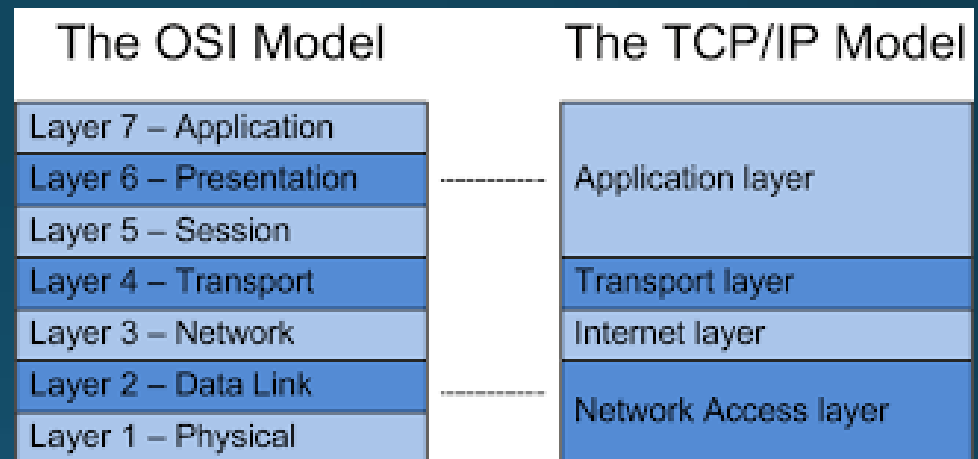 The OSI Model
Layer 7 – Application
Layer 6 – Presentation
Layer 5 – Session
Layer 4 – Transport
Layer 3 – Network
Layer 2 – Data Link
Layer 1 – Physical
The TCP/IP Model
Application layer
Transport layer
Internet layer
Network Access layer